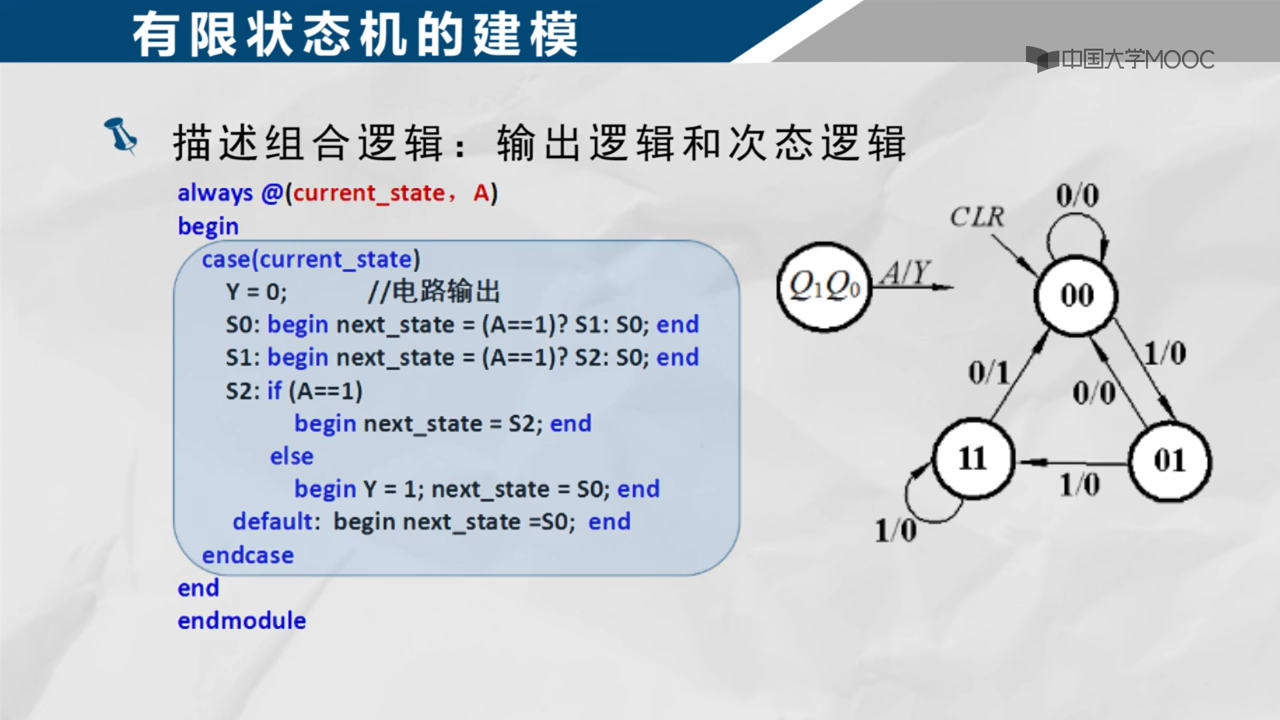 有限状态机的建模
中国大学MOOC
描述组合逻辑：输出逻辑和次态逻辑
always @(current_state，A)
begin
case(current_state)
Y = 0; //电路输出
S0: begin next_state = (A==1)? S1: S0; end
S1: begin next_state = (A==1)? S2: S0; end
S2: if (A==1)
begin next_state = S2; end
else
begin Y = 1; next_state = S0; end
default: begin next_state =S0; end
endcase
end
endmodule
0/0
CLR
Q₁Q₀
A/Y
00
1/0
0/1
0/0
11
01
1/0
1/0